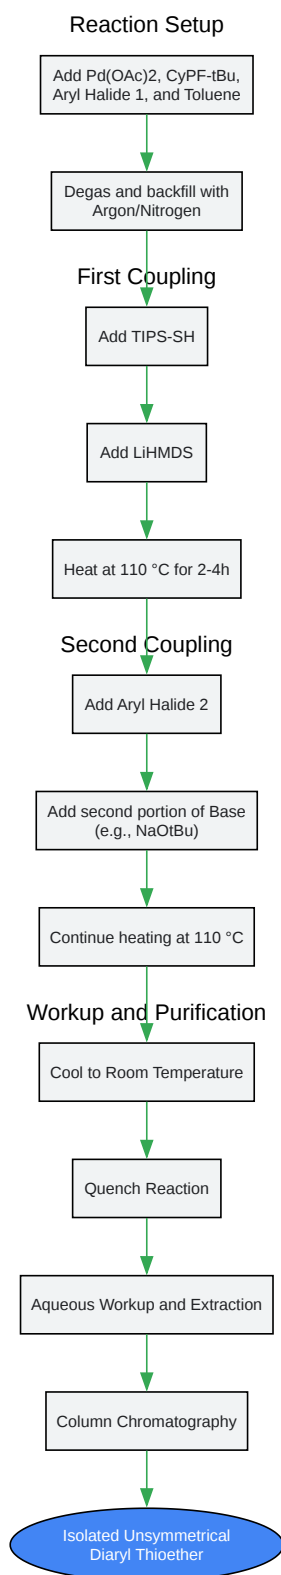 Reaction Setup
Add Pd(OAc)2, CyPF-tBu,
Aryl Halide 1, and Toluene
Degas and backfill with
Argon/Nitrogen
First Coupling
Add TIPS-SH
Add LiHMDS
Heat at 110 °C for 2-4h
Second Coupling
Add Aryl Halide 2
Add second portion of Base
(e.g., NaOtBu)
Continue heating at 110 °C
Workup and Purification
Cool to Room Temperature
Quench Reaction
Aqueous Workup and Extraction
Column Chromatography
Isolated Unsymmetrical
Diaryl Thioether